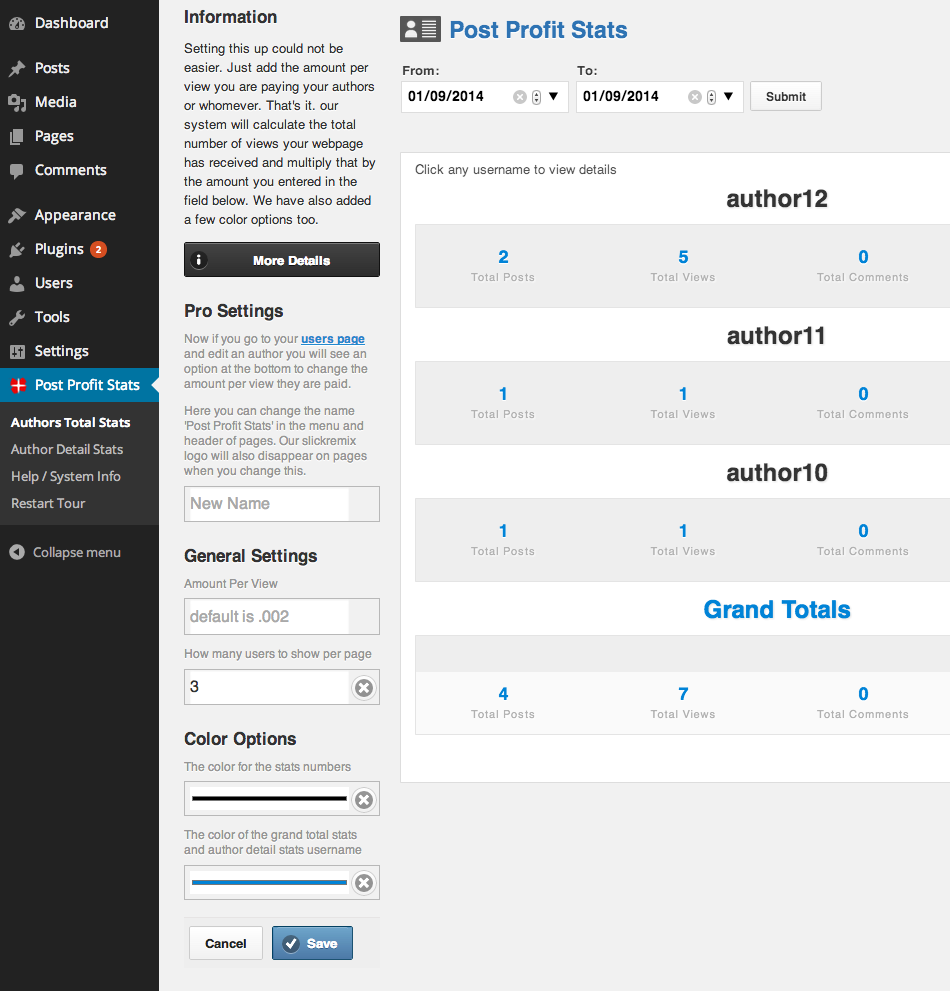 Dashboard
Posts
Media
Pages
Comments
Appearance
Plugins 2
Users
Tools
Settings
Post Profit Stats
Authors Total Stats
Author Detail Stats
Help / System Info
Restart Tour
Collapse menu
Information
Setting this up could not be
easier. Just add the amount per
view you are paying your authors
or whomever. That's it. our
system will calculate the total
number of views your webpage
has received and multiply that by
the amount you entered in the
field below. We have also added
a few color options too.
More Details
Pro Settings
Now if you go to your users page
and edit an author you will see an
option at the bottom to change the
amount per view they are paid.
Here you can change the name
'Post Profit Stats' in the menu and
header of pages. Our slickremix
logo will also disappear on pages
when you change this.
New Name
General Settings
Amount Per View
default is .002
How many users to show per page
3
Color Options
The color for the stats numbers
The color of the grand total stats
and author detail stats username
Cancel Save
Post Profit Stats
From: To:
01/09/2014 01/09/2014 Submit
Click any username to view details
author12
2 5 0
Total Posts Total Views Total Comments
author11
1 1 0
Total Posts Total Views Total Comments
author10
1 1 0
Total Posts Total Views Total Comments
Grand Totals
4 7 0
Total Posts Total Views Total Comments